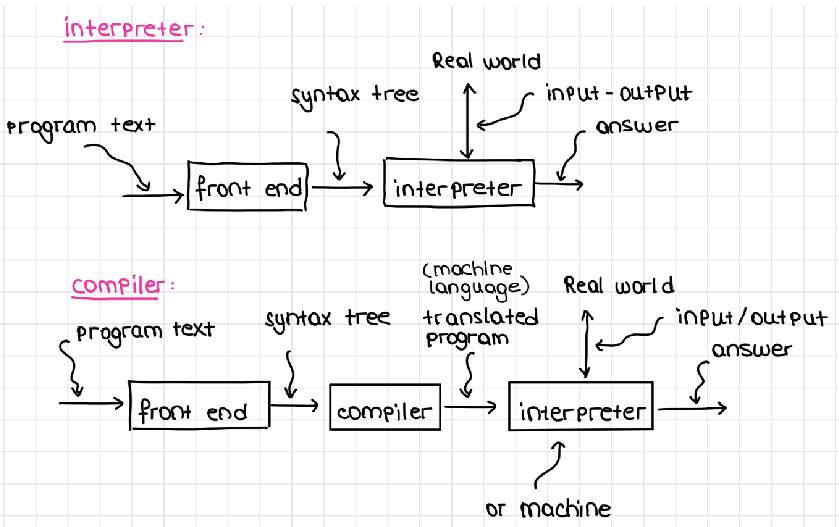 interpreter:
Real world
syntax tree
input-output
program text
answer
front end
interpreter
compiler:
(machine
language)
Real world
program text
syntax tree
translated
program
input/output
answer
front end
compiler
interpreter
or machine